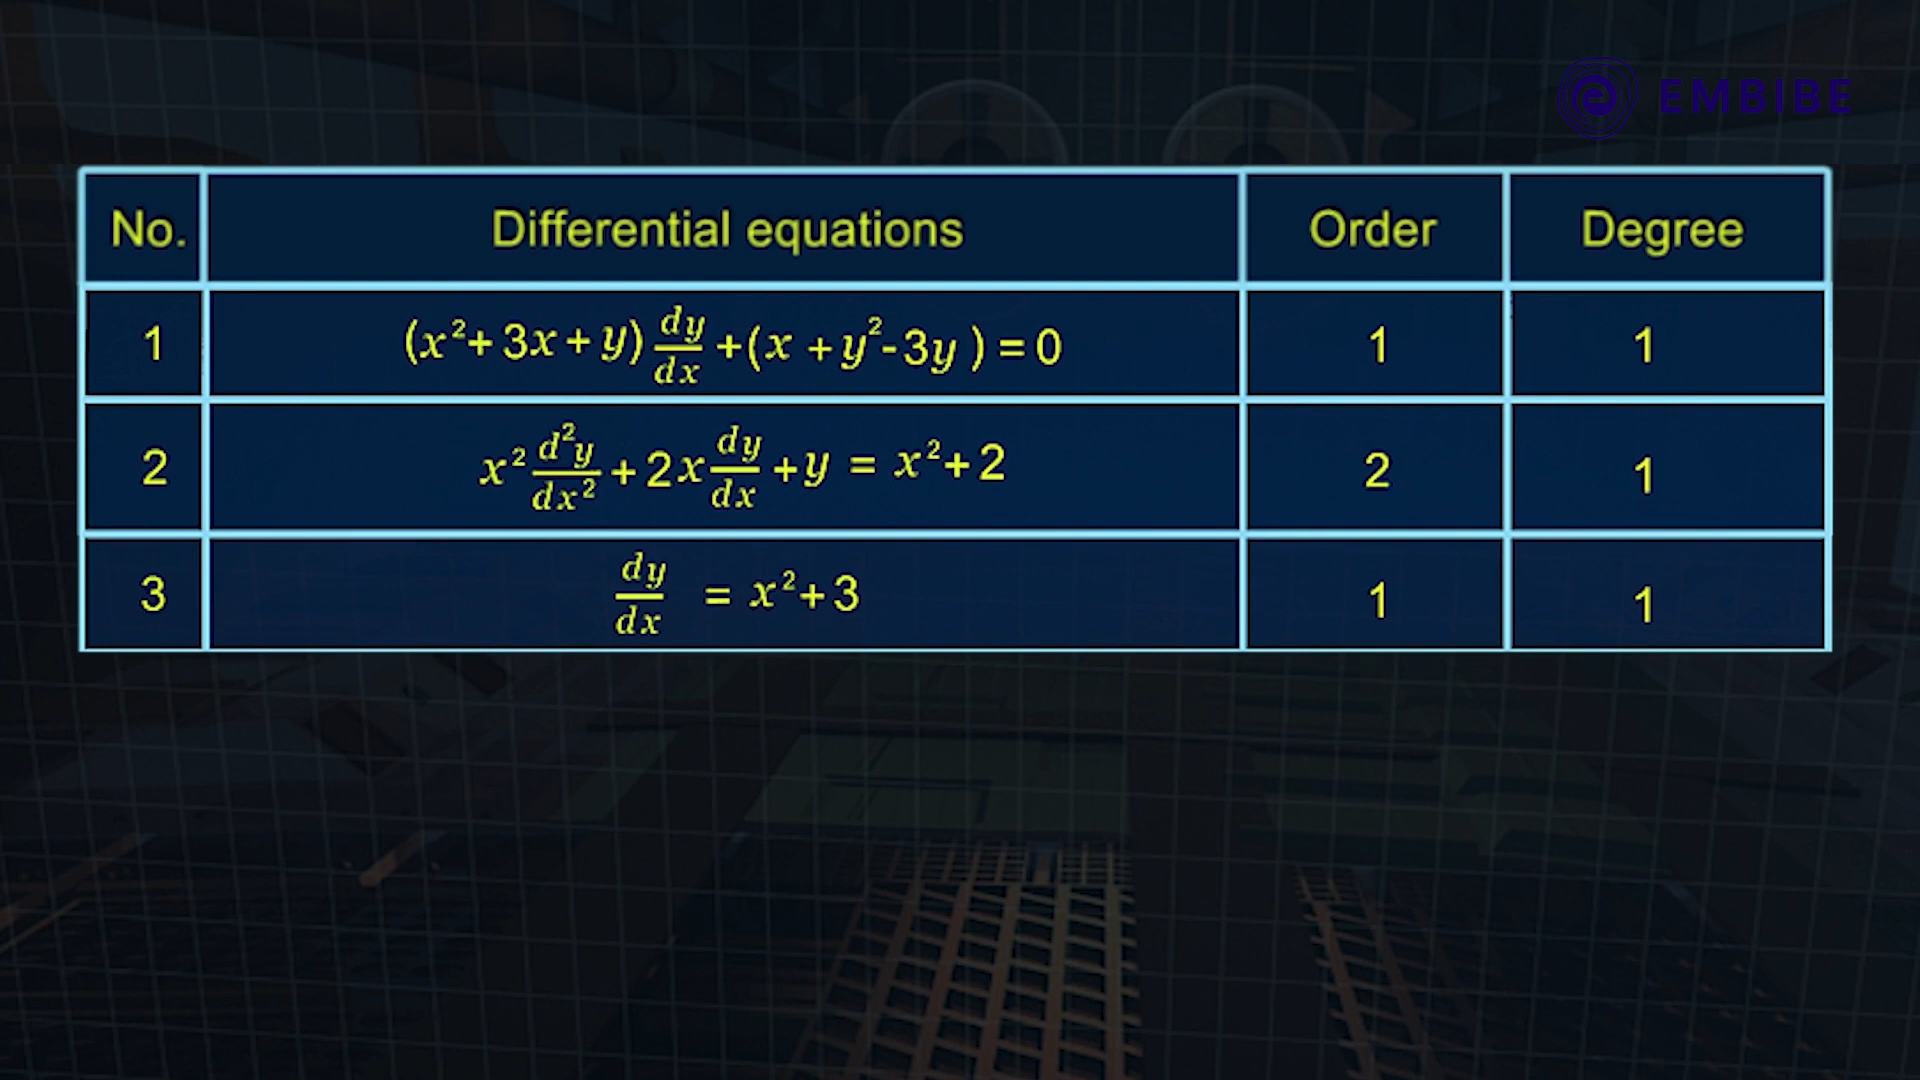 EMBIBE
No. Differential equations Order Degree
1 (x²+ 3x + y) dy/dx +(x + y²-3y ) = 0 1 1
2 x² d²y/dx² + 2x dy/dx + y = x²+ 2 2 1
3 dy/dx = x²+ 3 1 1